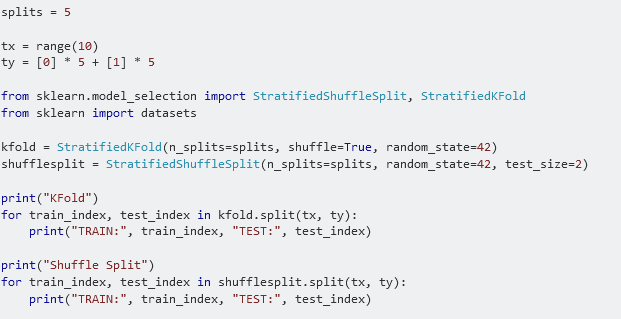 splits = 5
tx = range(10)
ty = [0] * 5 + [1] * 5
from sklearn.model_selection import StratifiedShuffleSplit, StratifiedKFold
from sklearn import datasets
kfold = StratifiedKFold(n_splits=splits, shuffle=True, random_state=42)
shufflesplit = StratifiedShuffleSplit(n_splits=splits, random_state=42, test_size=2)
print("KFold")
for train_index, test_index in kfold.split(tx, ty):
    print("TRAIN:", train_index, "TEST:", test_index)
print("Shuffle Split")
for train_index, test_index in shufflesplit.split(tx, ty):
    print("TRAIN:", train_index, "TEST:", test_index)